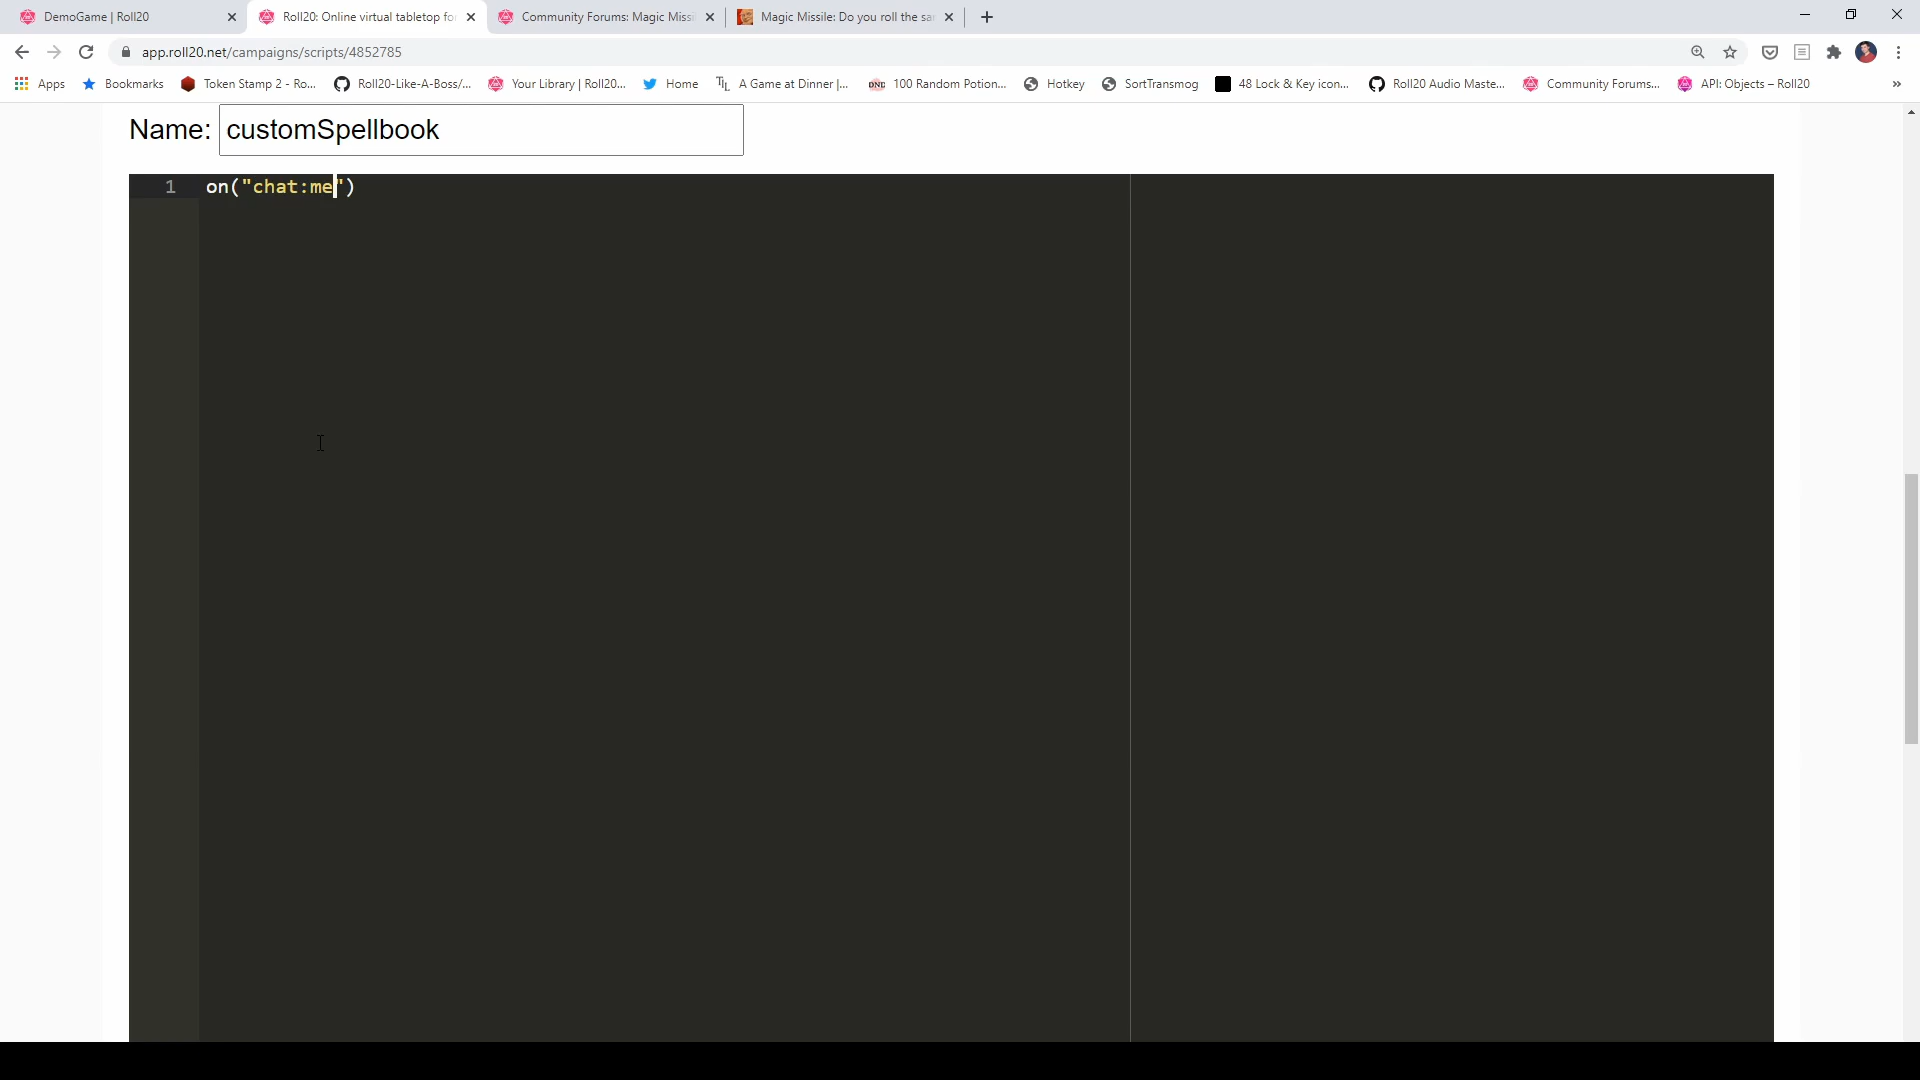 DemoGame | Roll20
Roll20: Online virtual tabletop fo
Community Forums: Magic Missi
Magic Missile: Do you roll the sa
app.roll20.net/campaigns/scripts/4852785
Apps
Bookmarks
Token Stamp 2 - Ro...
Roll20-Like-A-Boss/...
Your Library | Roll20...
Home
A Game at Dinner |...
100 Random Potion...
Hotkey
SortTransmog
48 Lock & Key icon...
Roll20 Audio Maste...
Community Forums...
API: Objects – Roll20
»
Name: customSpellbook
1 on("chat:me")